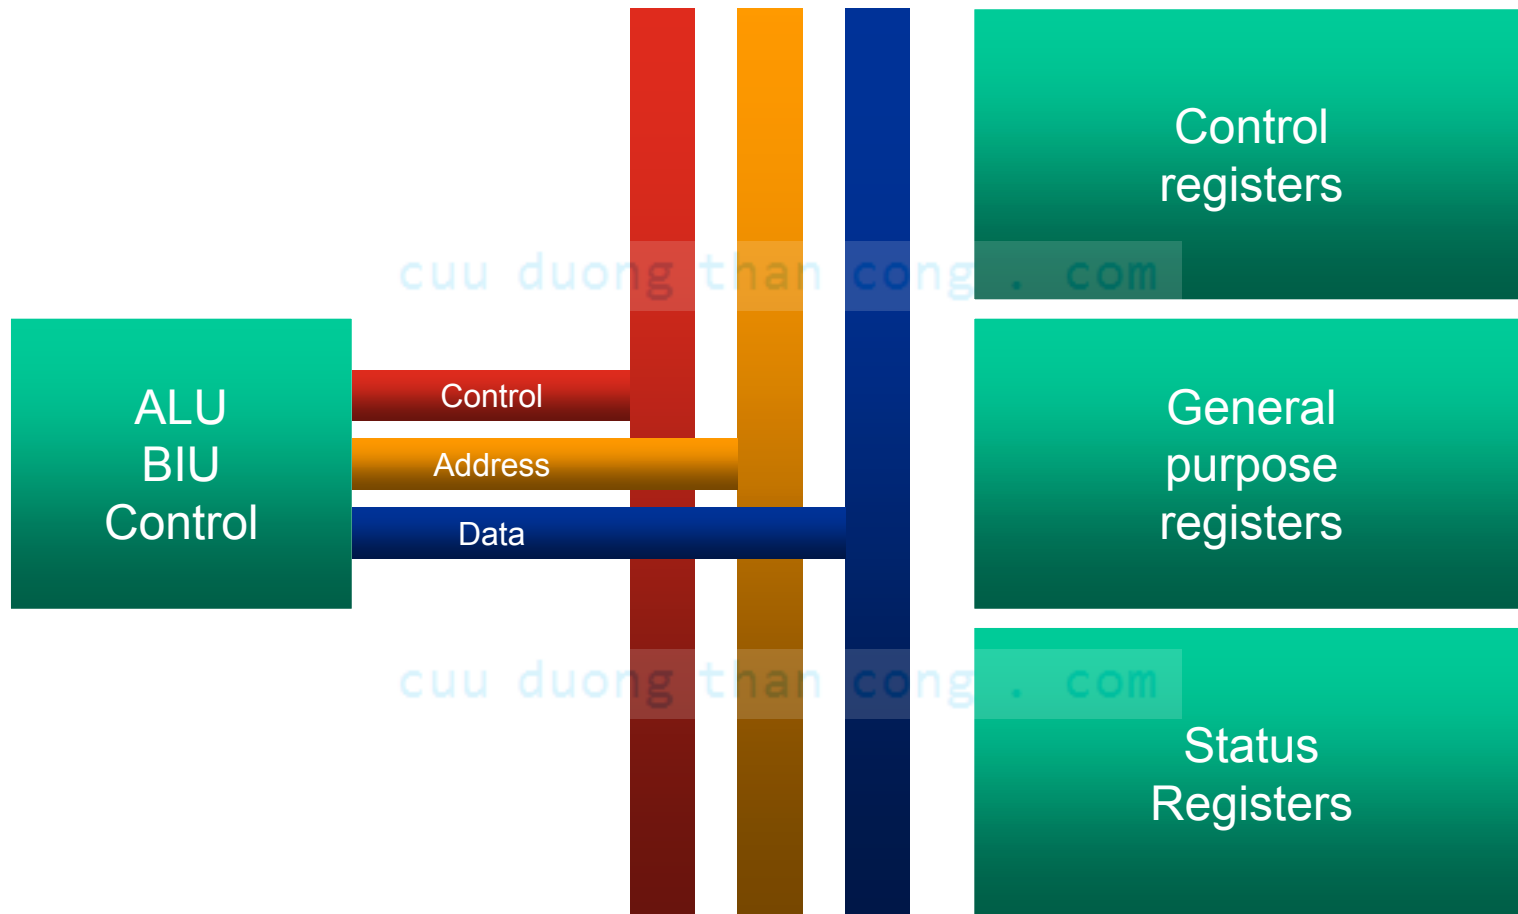 Control
registers
cuu duong than cong . com
ALU
BIU
Control
Control
Address
Data
General
purpose
registers
cuu duong than cong . com
Status
Registers